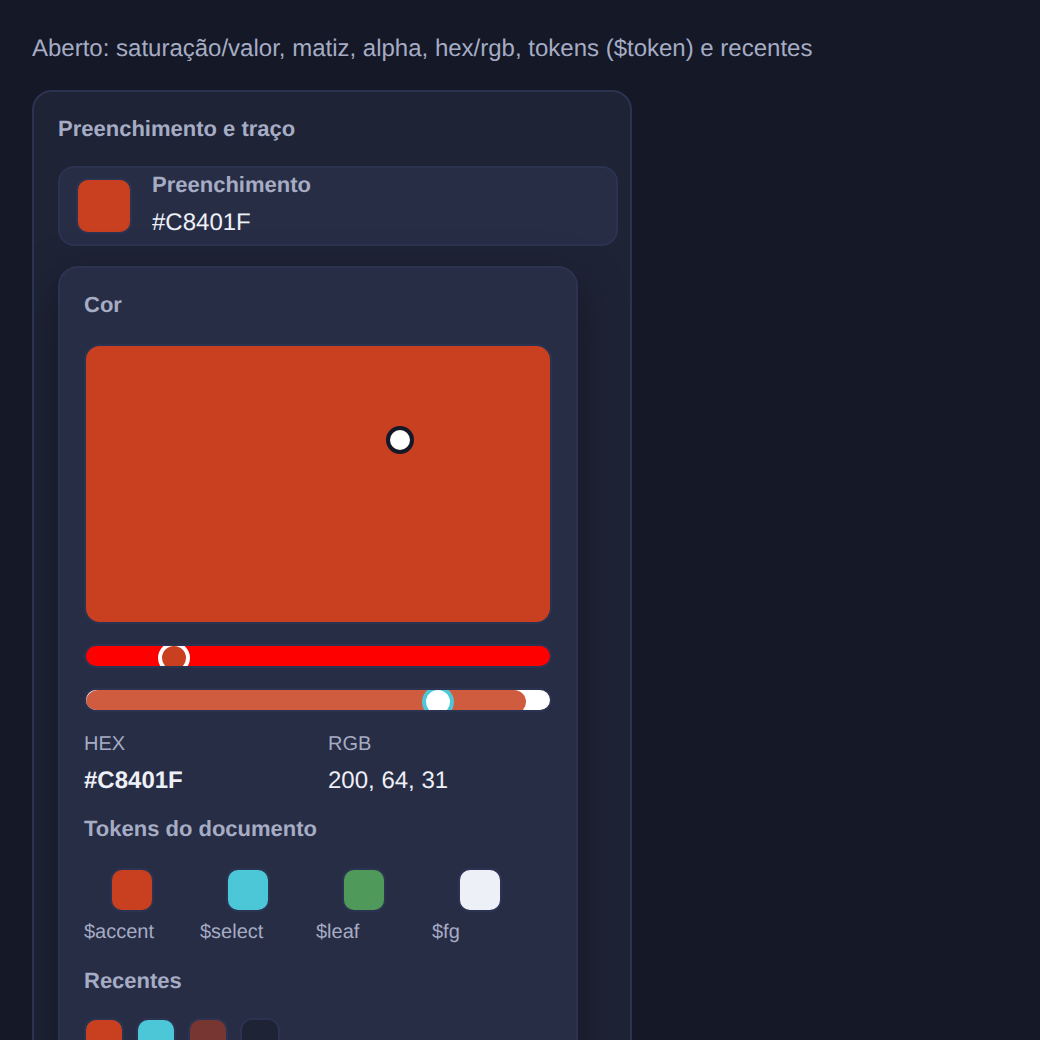 Aberto: saturação/valor, matiz, alpha, hex/rgb, tokens ($token) e recentes
Preenchimento e traço
Preenchimento
#C8401F
Cor
HEX RGB
#C8401F 200, 64, 31
Tokens do documento
$accent $select $leaf $fg
Recentes